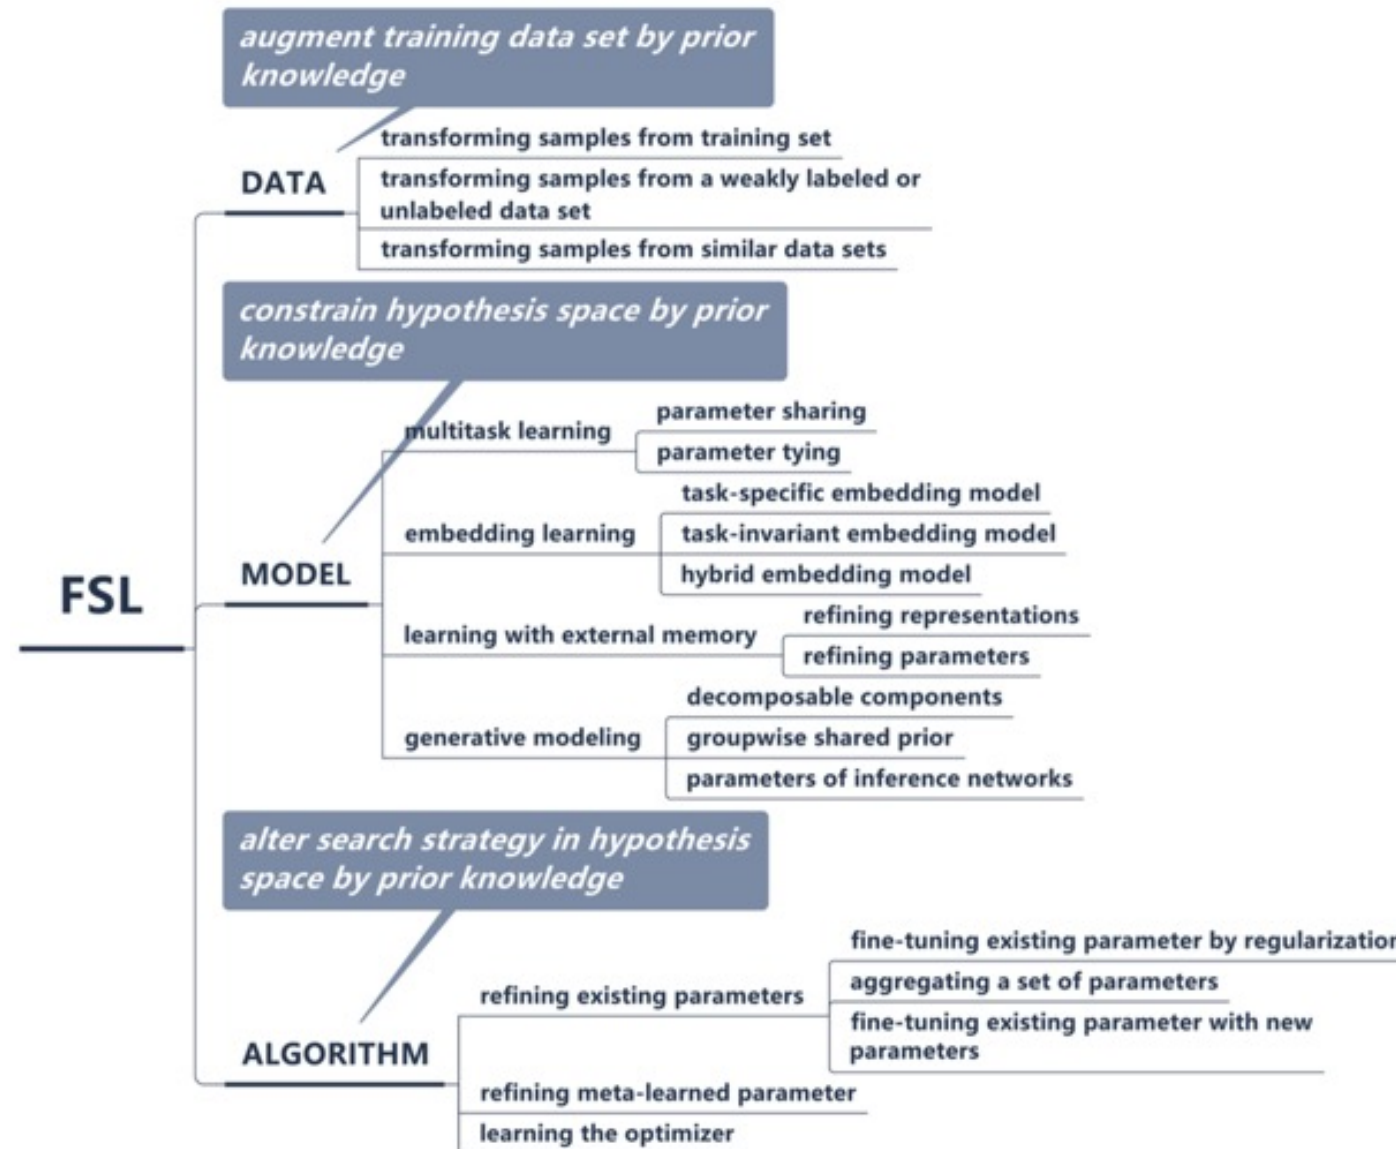 augment training data set by prior
knowledge
transforming samples from training set
DATA
transforming samples from a weakly labeled or
unlabeled data set
transforming samples from similar data sets
constrain hypothesis space by prior
knowledge
parameter sharing
multitask learning
parameter tying
task-specific embedding model
embedding learning
task-invariant embedding model
hybrid embedding model
MODEL
FSL
refining representations
learning with external memory
refining parameters
decomposable components
generative modeling
groupwise shared prior
parameters of inference networks
alter search strategy in hypothesis
space by prior knowledge
fine-tuning existing parameter by regularization
aggregating a set of parameters
refining existing parameters
fine-tuning existing parameter with new
parameters
ALGORITHM
refining meta-learned parameter
learning the optimizer